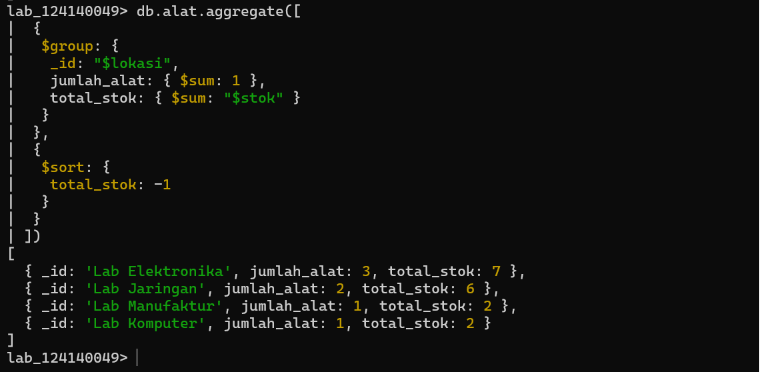 lab_124140049> db.alat.aggregate([
|  {
|   $group: {
|    _id: "$lokasi",
|    jumlah_alat: { $sum: 1 },
|    total_stok: { $sum: "$stok" }
|   }
|  },
|  {
|   $sort: {
|    total_stok: -1
|   }
|  }
| ])
[
  { _id: 'Lab Elektronika', jumlah_alat: 3, total_stok: 7 },
  { _id: 'Lab Jaringan', jumlah_alat: 2, total_stok: 6 },
  { _id: 'Lab Manufaktur', jumlah_alat: 1, total_stok: 2 },
  { _id: 'Lab Komputer', jumlah_alat: 1, total_stok: 2 }
]
lab_124140049>